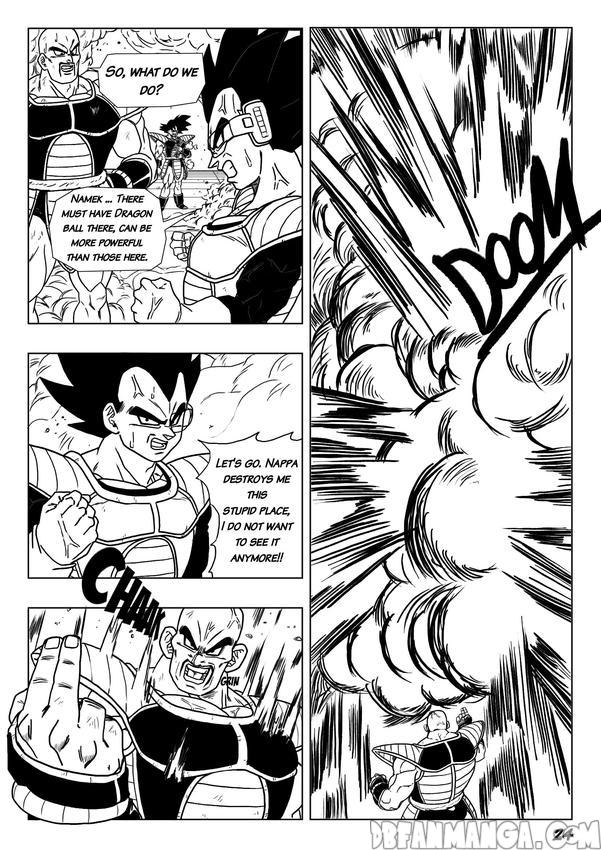 SO, WHAT DO WE
DO?
NAMEK ... THERE
MUST HAVE DRAGON
BALL THERE, CAN BE
MORE POWERFUL
THAN THOSE HERE.
LET'S GO. NAPPA
DESTROYS ME
THIS
STUPID PLACE,
I DO NOT WANT
TO SEE IT
ANYMORE!!
CHAAK
GRIN
DOOM
24
DBFANMANGA.COM